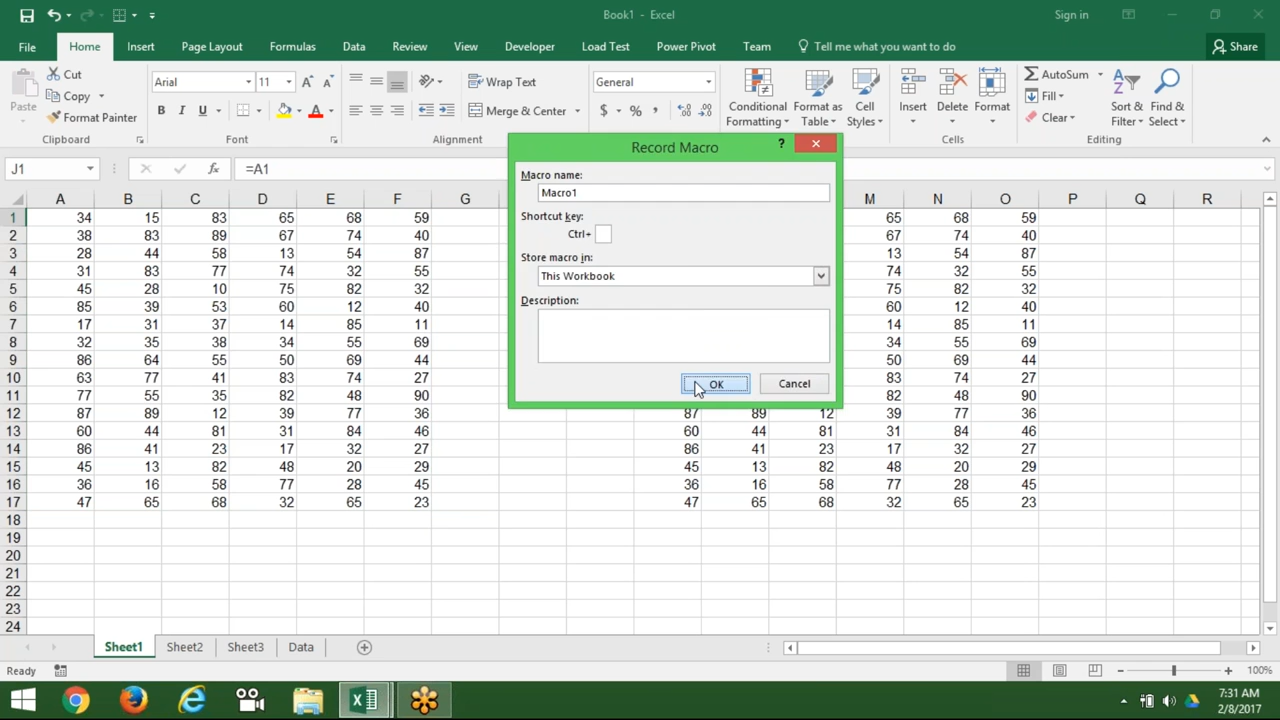 Book1 - Excel
Sign in
File Home Insert Page Layout Formulas Data Review View Developer Load Test Power Pivot Team Tell me what you want to do Share
Cut
Copy
Format Painter
Paste
Clipboard
Arial 11
B I U
Font
Wrap Text
Merge & Center
Alignment
General
$ % ,
Conditional Formatting
Format as Table
Cell Styles
Insert Delete Format
Cells
AutoSum
Fill
Clear
Sort & Filter
Find & Select
Editing
J1 fx =A1
Record Macro ?
Macro name:
Macro1
Shortcut key:
Ctrl+
Store macro in:
This Workbook
Description:
OK Cancel
A B C D E F M N O P Q R
1 34 15 83 65 68 59 65 68 59
2 38 83 89 67 74 40 67 74 40
3 28 44 58 13 54 87 13 54 87
4 31 83 77 74 32 55 74 32 55
5 45 28 10 75 82 32 75 82 32
6 85 39 53 60 12 40 60 12 40
7 17 31 37 14 85 11 14 85 11
8 32 35 38 34 55 69 34 55 69
9 86 64 55 50 69 44 50 69 44
10 63 77 41 83 74 27 83 74 27
11 77 55 35 82 48 90 82 48 90
12 87 89 12 39 77 36 87 89 12 39 77 36
13 60 44 81 31 84 46 60 44 81 31 84 46
14 86 41 23 17 32 27 86 41 23 17 32 27
15 45 13 82 48 20 29 45 13 82 48 20 29
16 36 16 58 77 28 45 36 16 58 77 28 45
17 47 65 68 32 65 23 47 65 68 32 65 23
18
19
20
21
22
23
24
Sheet1 Sheet2 Sheet3 Data
Ready
100%
7:31 AM
2/8/2017